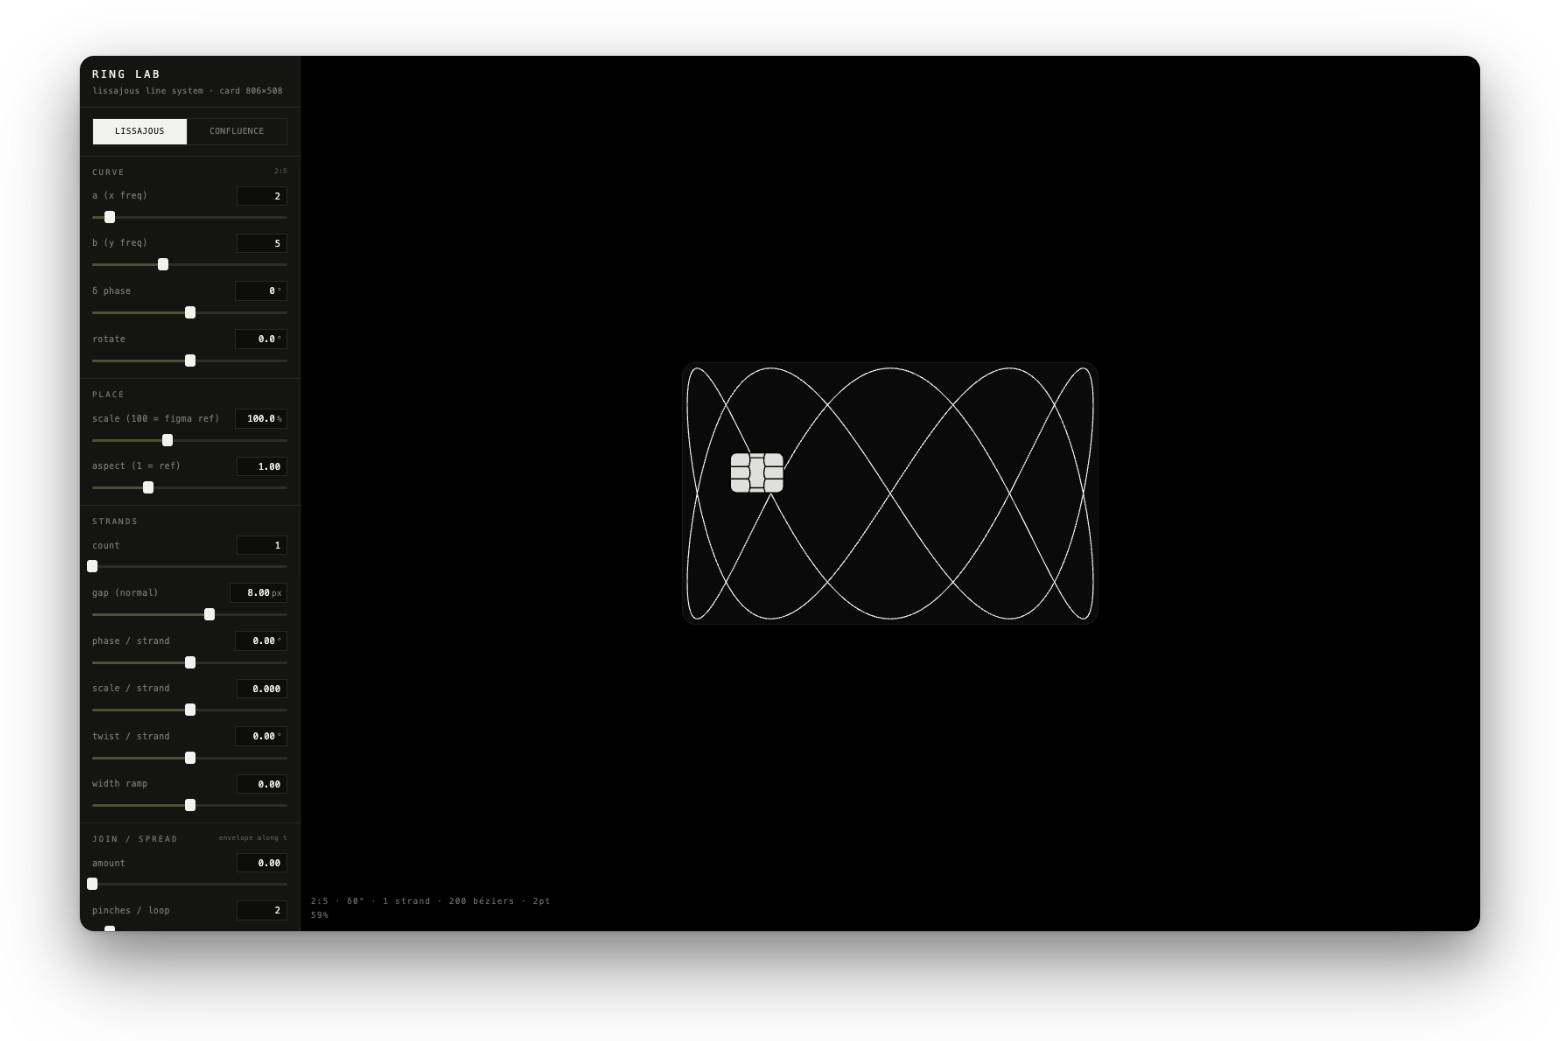 RING LAB
lissajous line system · card 806×508
LISSAJOUS CONFLUENCE
CURVE 2:5
a (x freq) 2
b (y freq) 5
δ phase 0°
rotate 0.0°
PLACE
scale (100 = figma ref) 100.0%
aspect (1 = ref) 1.00
STRANDS
count 1
gap (normal) 8.00px
phase / strand 0.00°
scale / strand 0.000
twist / strand 0.00°
width ramp 0.00
JOIN / SPREAD envelope along t
amount 0.00
pinches / loop 2
2:5 · δ0° · 1 strand · 200 béziers · 2pt
59%